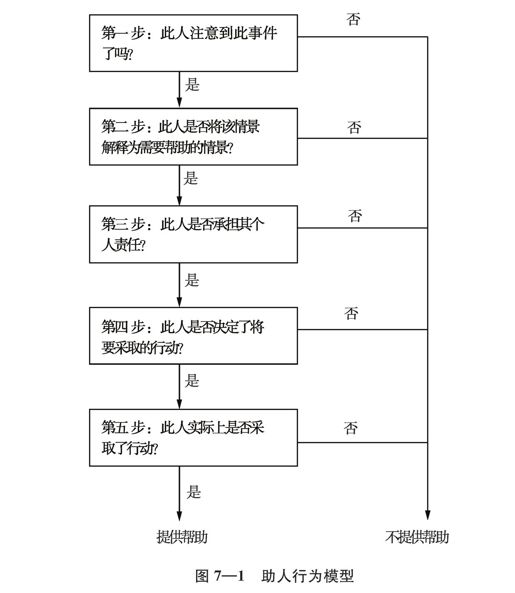 第一步：此人注意到此事件
了吗？
否
是
第二步：此人是否将该情景
解释为需要帮助的情景？
否
是
第三步：此人是否承担其个
人责任？
否
是
第四步：此人是否决定了将
要采取的行动？
否
是
第五步：此人实际上是否采
取了行动？
否
是
提供帮助
不提供帮助
图 7—1 助人行为模型